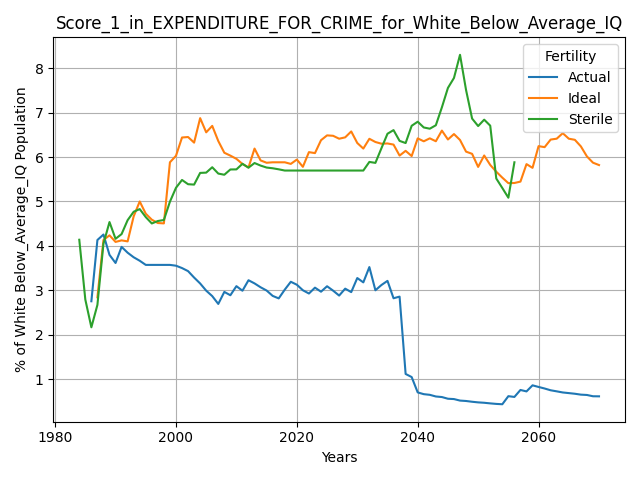 Score_1_in_EXPENDITURE_FOR_CRIME_for_White_Below_Average_IQ
% of White Below_Average_IQ Population
8
7
6
5
4
3
2
1
Fertility
Actual
Ideal
Sterile
1980
2000
2020
2040
2060
Years